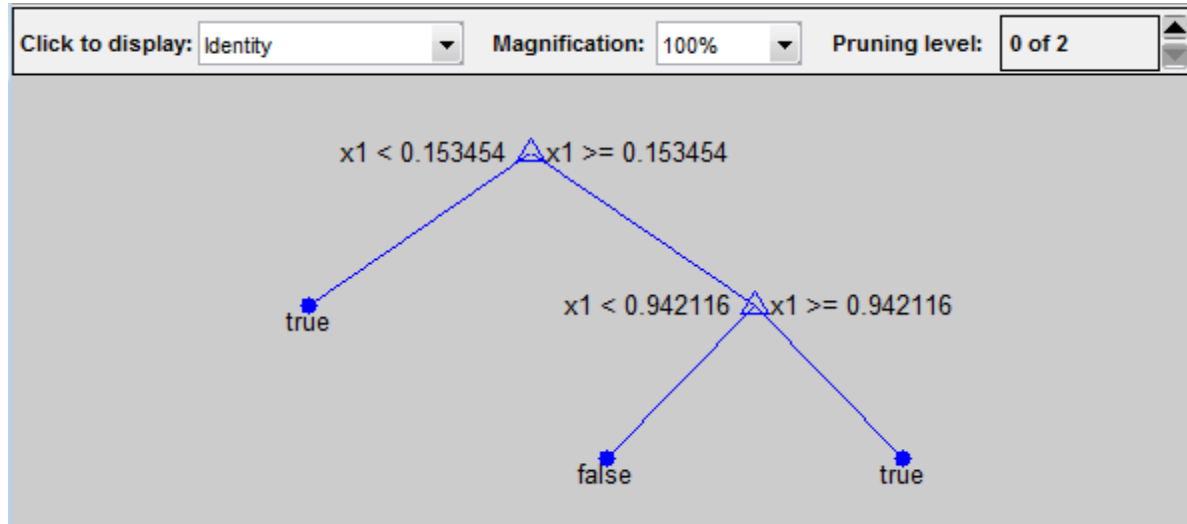 Click to display: Identity Magnification: 100% Pruning level: 0 of 2
x1 < 0.153454 x1 >= 0.153454
true
x1 < 0.942116 x1 >= 0.942116
false
true